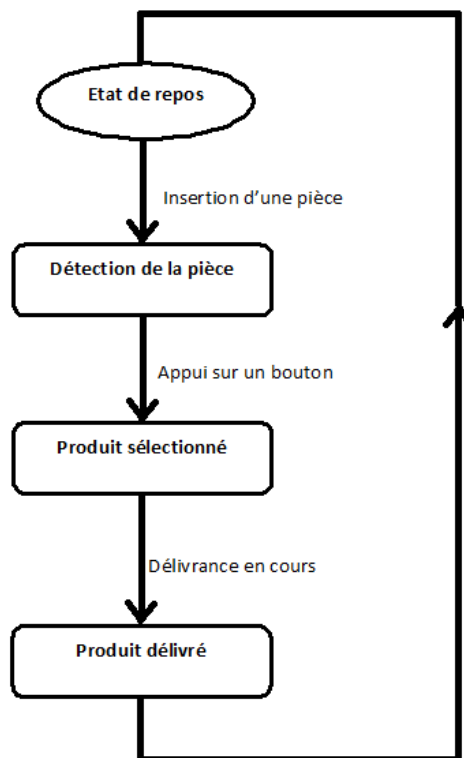 Etat de repos
Insertion d'une pièce
Détection de la pièce
Appui sur un bouton
Produit sélectionné
Délivrance en cours
Produit délivré